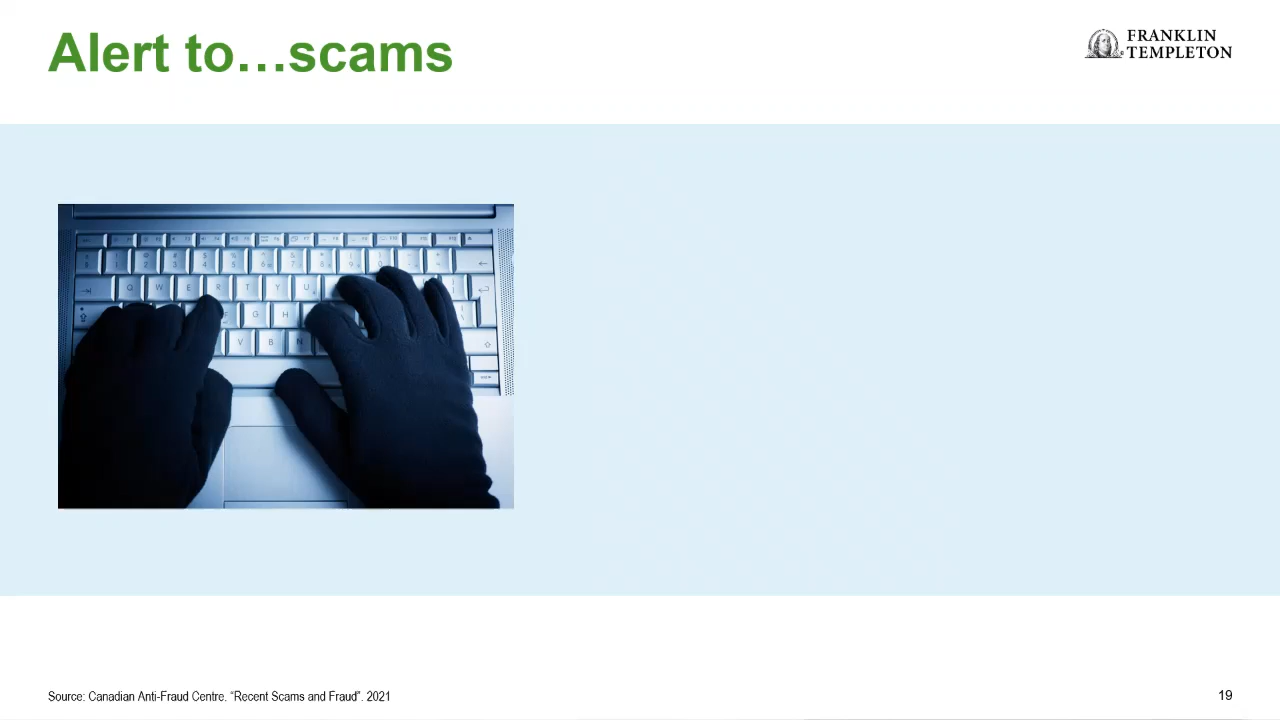 Alert to…scams
FRANKLIN
TEMPLETON
Q W E R T Y U
F G H
V B N
Source: Canadian Anti-Fraud Centre. “Recent Scams and Fraud”. 2021
19